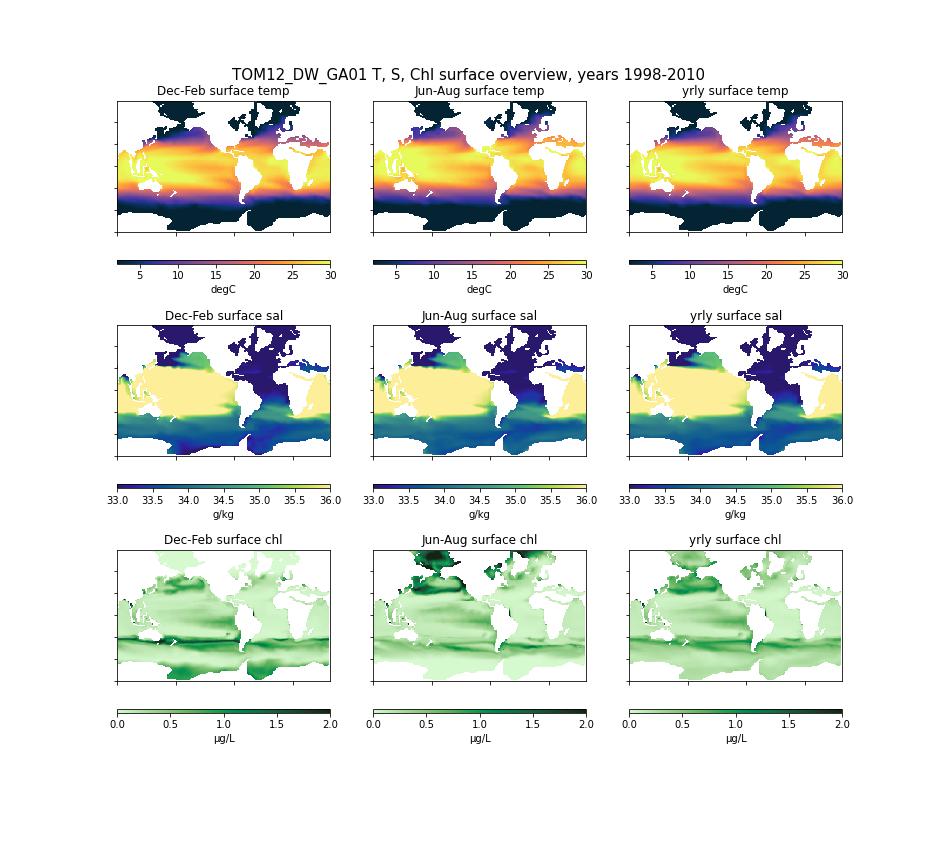 TOM12_DW_GA01 T, S, Chl surface overview, years 1998-2010
Dec-Feb surface temp
Jun-Aug surface temp
yrly surface temp
5 10 15 20 25 30
5 10 15 20 25 30
5 10 15 20 25 30
degC
degC
degC
Dec-Feb surface sal
Jun-Aug surface sal
yrly surface sal
33.0 33.5 34.0 34.5 35.0 35.5 36.0
33.0 33.5 34.0 34.5 35.0 35.5 36.0
33.0 33.5 34.0 34.5 35.0 35.5 36.0
g/kg
g/kg
g/kg
Dec-Feb surface chl
Jun-Aug surface chl
yrly surface chl
0.0 0.5 1.0 1.5 2.0
0.0 0.5 1.0 1.5 2.0
0.0 0.5 1.0 1.5 2.0
µg/L
µg/L
µg/L